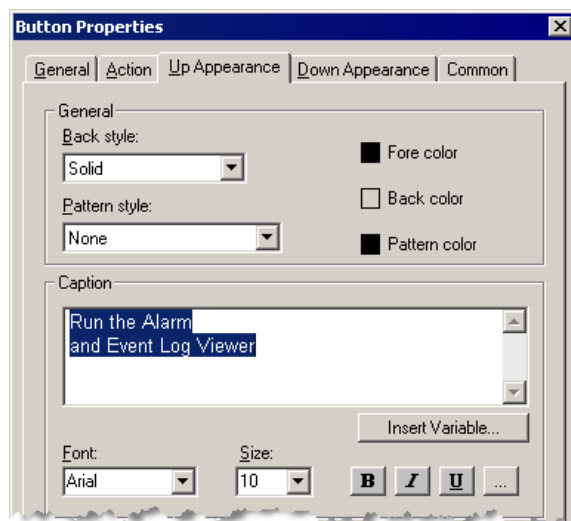 Button Properties
General Action Up Appearance Down Appearance Common
General
Back style:
Solid
Fore color
Back color
Pattern style:
None
Pattern color
Caption
Run the Alarm
and Event Log Viewer
Insert Variable...
Font: Size:
Arial 10 B I U ...